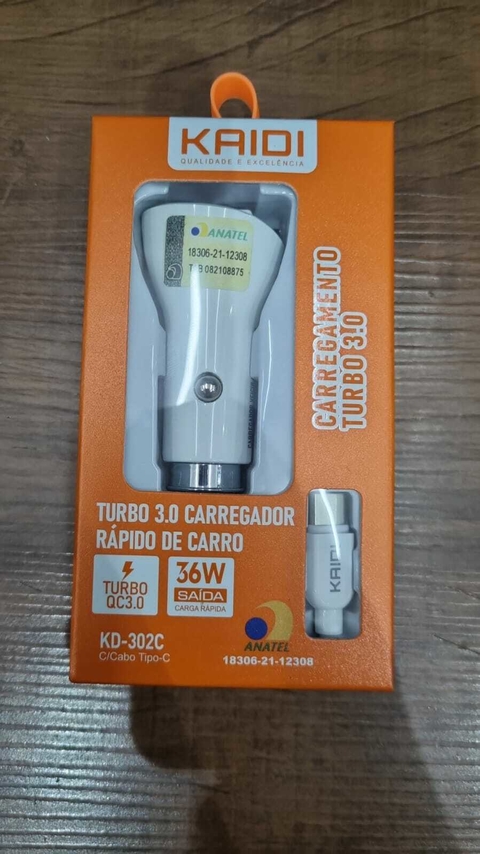 KAIDI
QUALIDADE E EXCELÊNCIA
ANATEL
18306-21-12308
082108875
CARREGAMENTO
TURBO 3.0
TURBO 3.0 CARREGADOR
RÁPIDO DE CARRO
TURBO
QC3.0
36W
SAÍDA
CARGA RÁPIDA
KAIDI
KD-302C
C/Cabo Tipo-C
ANATEL
18306-21-12308